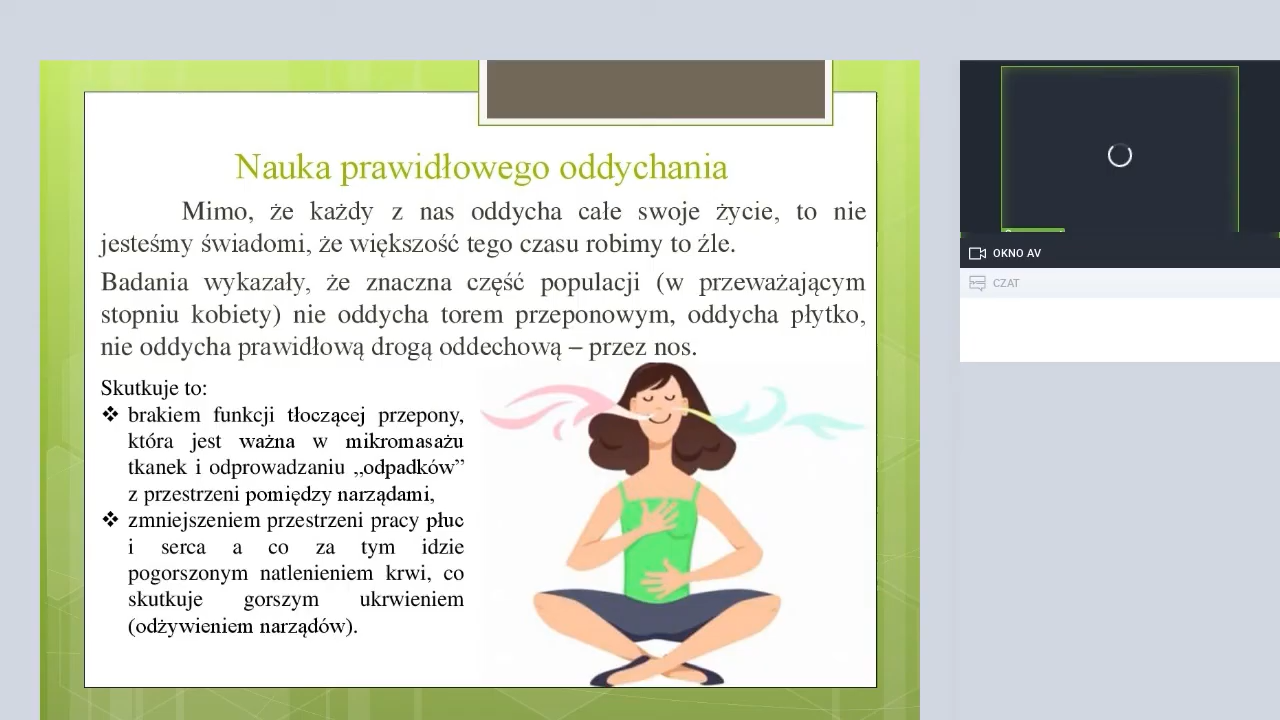 Nauka prawidłowego oddychania
Mimo, że każdy z nas oddycha całe swoje życie, to nie
jesteśmy świadomi, że większość tego czasu robimy to źle.
Badania wykazały, że znaczna część populacji (w przeważającym
stopniu kobiety) nie oddycha torem przeponowym, oddycha płytko,
nie oddycha prawidłową drogą oddechową – przez nos.
Skutkuje to:
❖ brakiem funkcji tłoczącej przepony,
która jest ważna w mikromasażu
tkanek i odprowadzaniu „odpadków”
z przestrzeni pomiędzy narządami,
❖ zmniejszeniem przestrzeni pracy płuc
i serca a co za tym idzie
pogorszonym natlenieniem krwi, co
skutkuje gorszym ukrwieniem
(odżywieniem narządów).
OKNO AV
CZAT